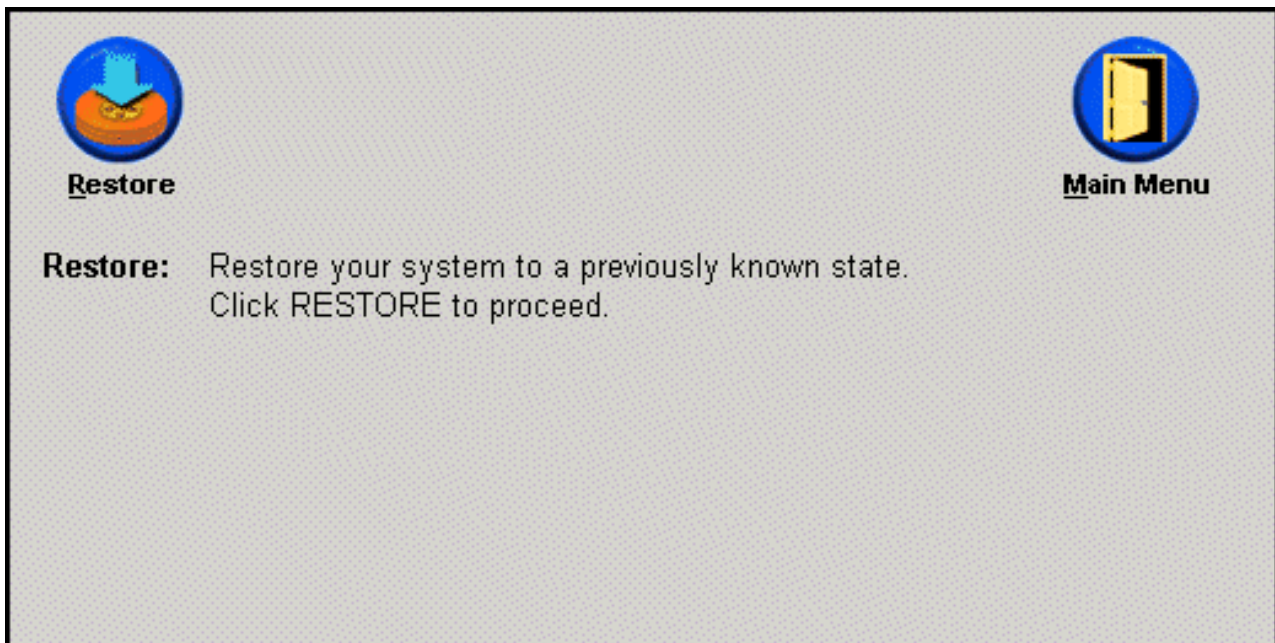 Restore
Main Menu
Restore: Restore your system to a previously known state.
Click RESTORE to proceed.